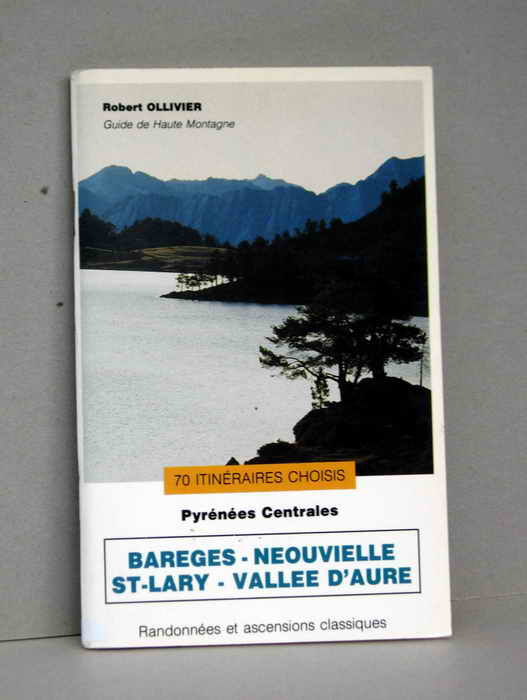 Robert OLLIVIER
Guide de Haute Montagne
70 ITINÉRAIRES CHOISIS
Pyrénées Centrales
BAREGES - NEOUVIELLE
ST-LARY - VALLEE D'AURE
Randonnées et ascensions classiques